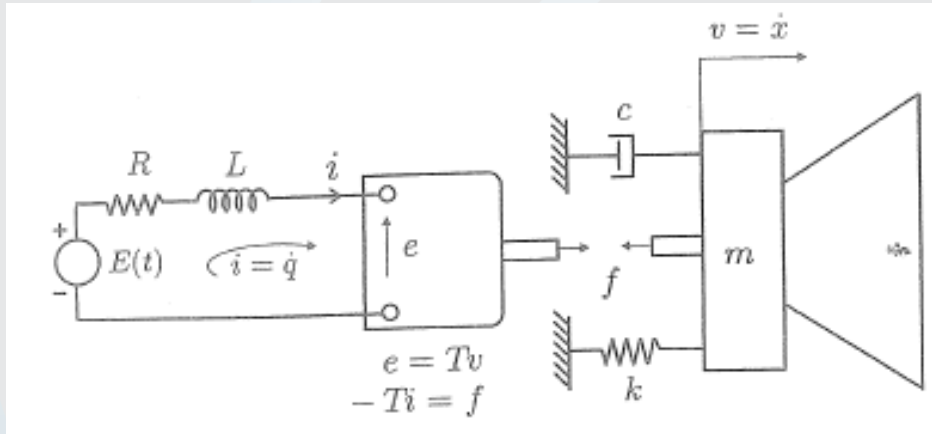 v = ẋ
c
R
L
i
+
E(t)
i = q̇
e
−
f
m
k
e = Tv
− Ti = f